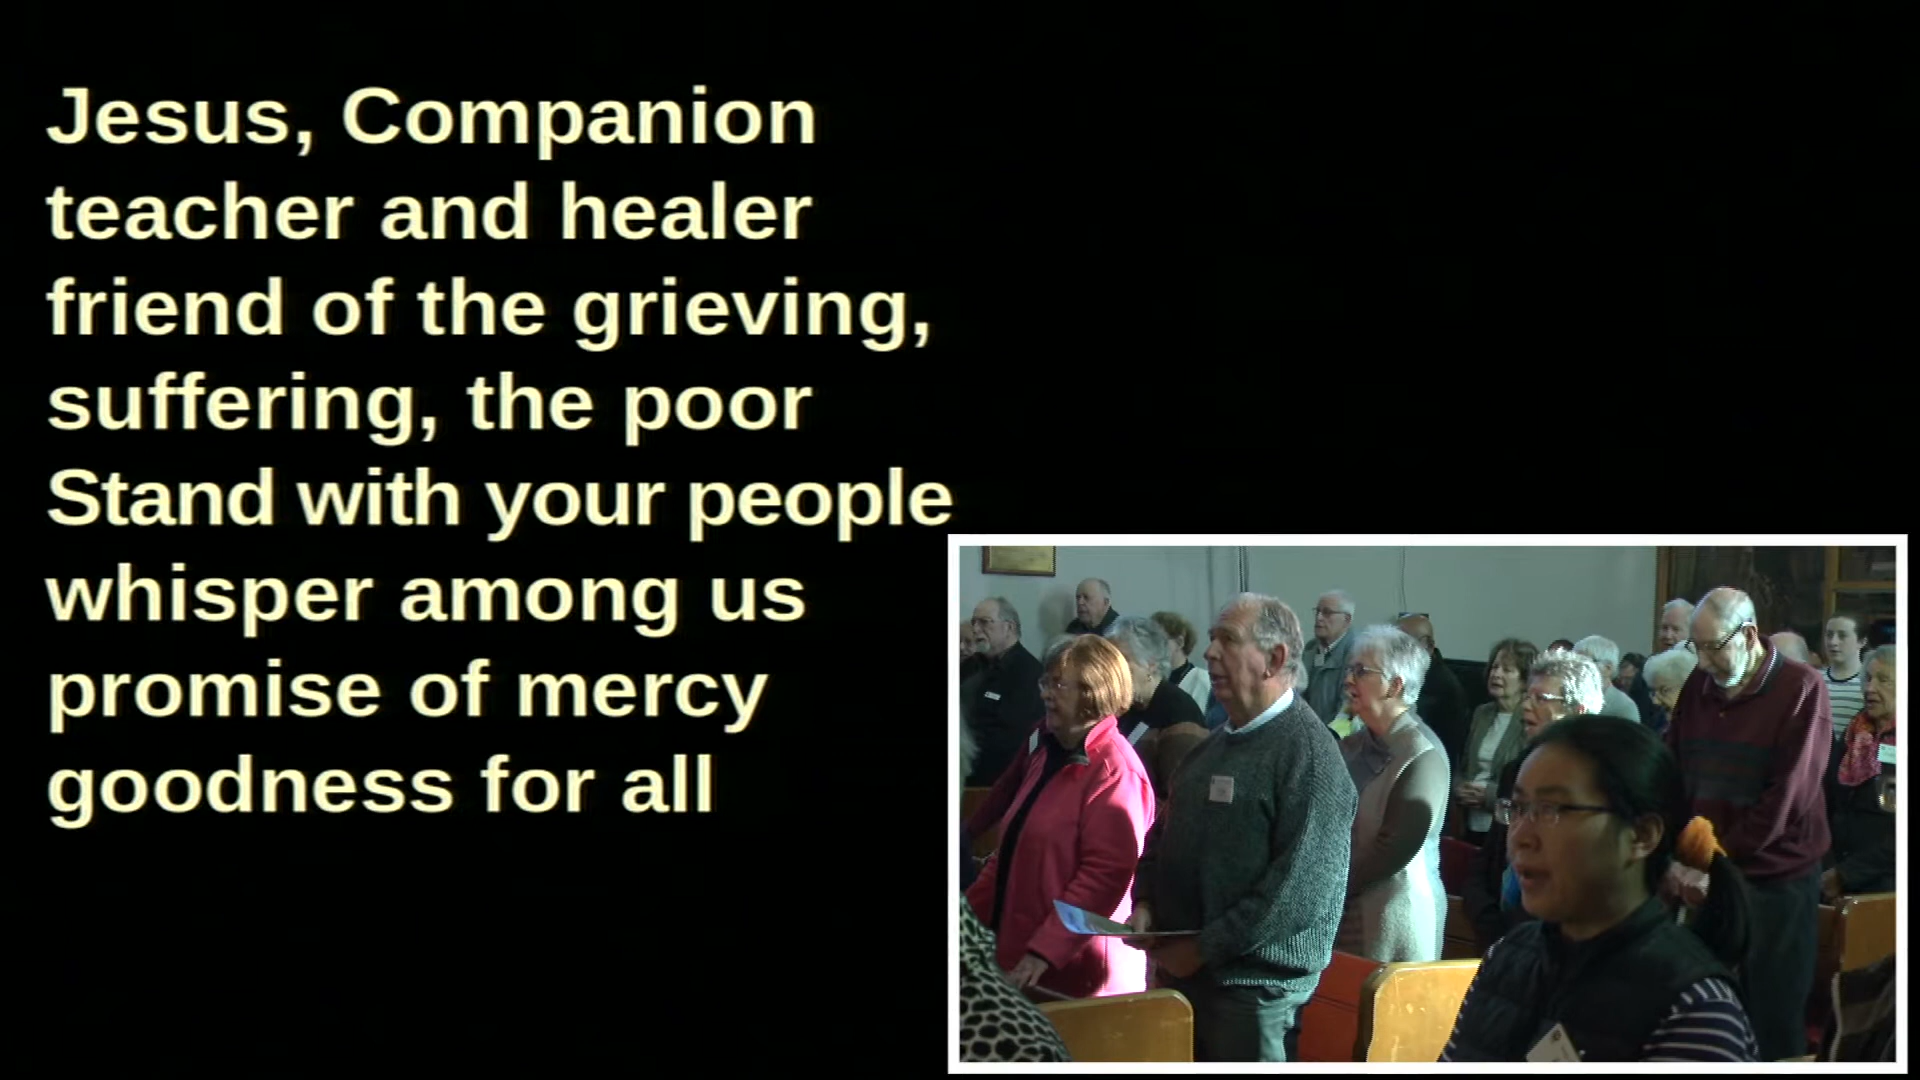 Jesus, Companion
teacher and healer
friend of the grieving,
suffering, the poor
Stand with your people
whisper among us
promise of mercy
goodness for all